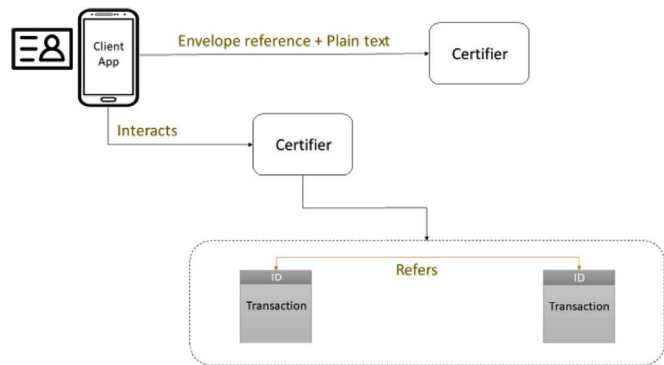 Client
App
Envelope reference + Plain text
Certifier
Interacts
Certifier
Refers
ID
Transaction
ID
Transaction